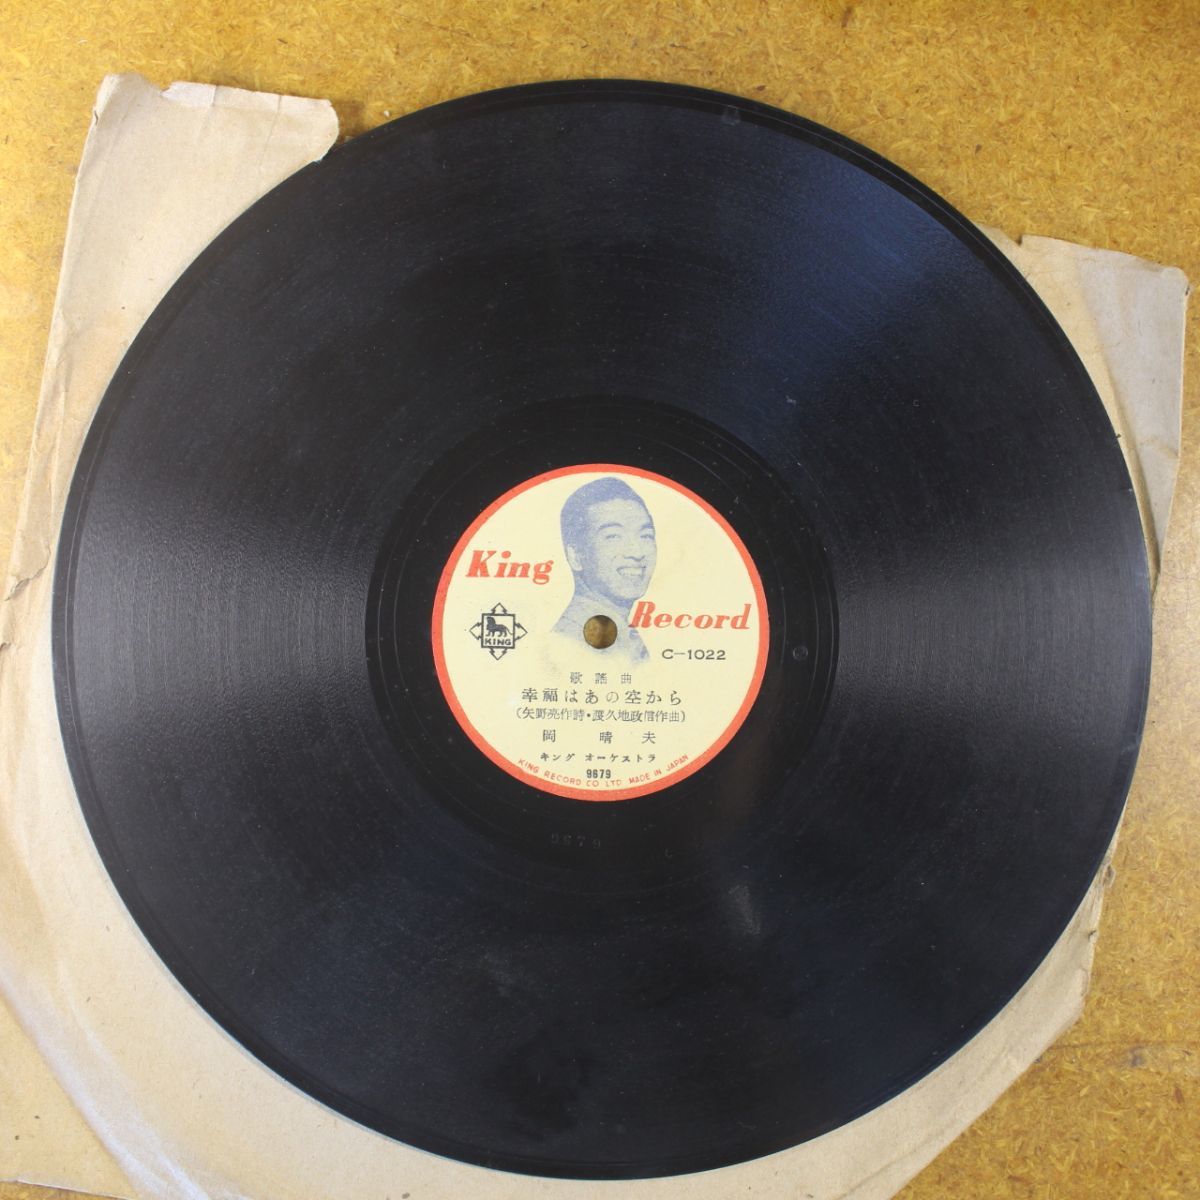 King
Record
KING
C-1022
歌謡曲
幸福はあの空から
(矢野亮作詩・渡久地政信作曲)
岡 晴夫
キング オーケストラ
9679
KING RECORD CO LTD. MADE IN JAPAN
9679